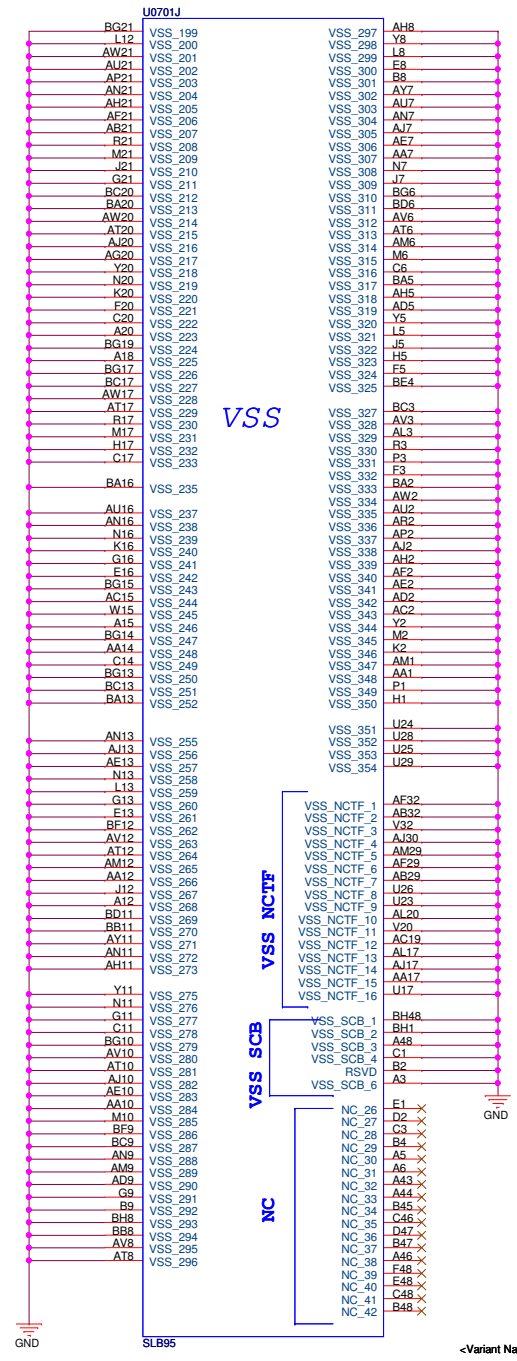 U0701J
BG21 VSS_199
L12 VSS_200
AW21 VSS_201
AU21 VSS_202
AP21 VSS_203
AN21 VSS_204
AH21 VSS_205
AF21 VSS_206
AB21 VSS_207
R21 VSS_208
M21 VSS_209
J21 VSS_210
G21 VSS_211
BC20 VSS_212
BA20 VSS_213
AW20 VSS_214
AT20 VSS_215
AJ20 VSS_216
AG20 VSS_217
Y20 VSS_218
N20 VSS_219
K20 VSS_220
F20 VSS_221
C20 VSS_222
A20 VSS_223
BG19 VSS_224
A18 VSS_225
BG17 VSS_226
BC17 VSS_227
AW17 VSS_228
AT17 VSS_229
R17 VSS_230
M17 VSS_231
H17 VSS_232
C17 VSS_233
BA16 VSS_235
AU16 VSS_237
AN16 VSS_238
N16 VSS_239
K16 VSS_240
G16 VSS_241
E16 VSS_242
BG15 VSS_243
AC15 VSS_244
W15 VSS_245
A15 VSS_246
BG14 VSS_247
AA14 VSS_248
C14 VSS_249
BG13 VSS_250
BC13 VSS_251
BA13 VSS_252
AN13 VSS_255
AJ13 VSS_256
AE13 VSS_257
N13 VSS_258
L13 VSS_259
G13 VSS_260
E13 VSS_261
BF12 VSS_262
AV12 VSS_263
AT12 VSS_264
AM12 VSS_265
AA12 VSS_266
J12 VSS_267
A12 VSS_268
BD11 VSS_269
BB11 VSS_270
AY11 VSS_271
AN11 VSS_272
AH11 VSS_273
Y11 VSS_275
N11 VSS_276
G11 VSS_277
C11 VSS_278
BG10 VSS_279
AV10 VSS_280
AT10 VSS_281
AJ10 VSS_282
AE10 VSS_283
AA10 VSS_284
M10 VSS_285
BF9 VSS_286
BC9 VSS_287
AN9 VSS_288
AM9 VSS_289
AD9 VSS_290
G9 VSS_291
B9 VSS_292
BH8 VSS_293
BB8 VSS_294
AV8 VSS_295
AT8 VSS_296
GND
VSS
VSS_297 AH8
VSS_298 Y8
VSS_299 L8
VSS_300 E8
VSS_301 B8
VSS_302 AY7
VSS_303 AU7
VSS_304 AN7
VSS_305 AJ7
VSS_306 AE7
VSS_307 AA7
VSS_308 N7
VSS_309 J7
VSS_310 BG6
VSS_311 BD6
VSS_312 AV6
VSS_313 AT6
VSS_314 AM6
VSS_315 M6
VSS_316 C6
VSS_317 BA5
VSS_318 AH5
VSS_319 AD5
VSS_320 Y5
VSS_321 L5
VSS_322 J5
VSS_323 H5
VSS_324 F5
VSS_325 BE4
VSS_327 BC3
VSS_328 AV3
VSS_329 AL3
VSS_330 R3
VSS_331 P3
VSS_332 F3
VSS_333 BA2
VSS_334 AW2
VSS_335 AU2
VSS_336 AR2
VSS_337 AP2
VSS_338 AJ2
VSS_339 AH2
VSS_340 AF2
VSS_341 AE2
VSS_342 AD2
VSS_343 AC2
VSS_344 Y2
VSS_345 M2
VSS_346 K2
VSS_347 AM1
VSS_348 AA1
VSS_349 P1
VSS_350 H1
VSS_351 U24
VSS_352 U28
VSS_353 U25
VSS_354 U29
VSS NCTF
VSS_NCTF_1 AF32
VSS_NCTF_2 AB32
VSS_NCTF_3 V32
VSS_NCTF_4 AJ30
VSS_NCTF_5 AM29
VSS_NCTF_6 AF29
VSS_NCTF_7 AB29
VSS_NCTF_8 U26
VSS_NCTF_9 U23
VSS_NCTF_10 AL20
VSS_NCTF_11 V20
VSS_NCTF_12 AC19
VSS_NCTF_13 AL17
VSS_NCTF_14 AJ17
VSS_NCTF_15 AA17
VSS_NCTF_16 U17
VSS SCB
VSS_SCB_1 BH48
VSS_SCB_2 BH1
VSS_SCB_3 A48
VSS_SCB_4 C1
RSVD B2
VSS_SCB_6 A3
GND
NC
NC_26 E1
NC_27 D2
NC_28 C3
NC_29 B4
NC_30 A5
NC_31 A6
NC_32 A43
NC_33 A44
NC_34 B45
NC_35 C46
NC_36 D47
NC_37 B47
NC_38 A46
NC_39 F48
NC_40 E48
NC_41 C48
NC_42 B48
SLB95
<Variant Na